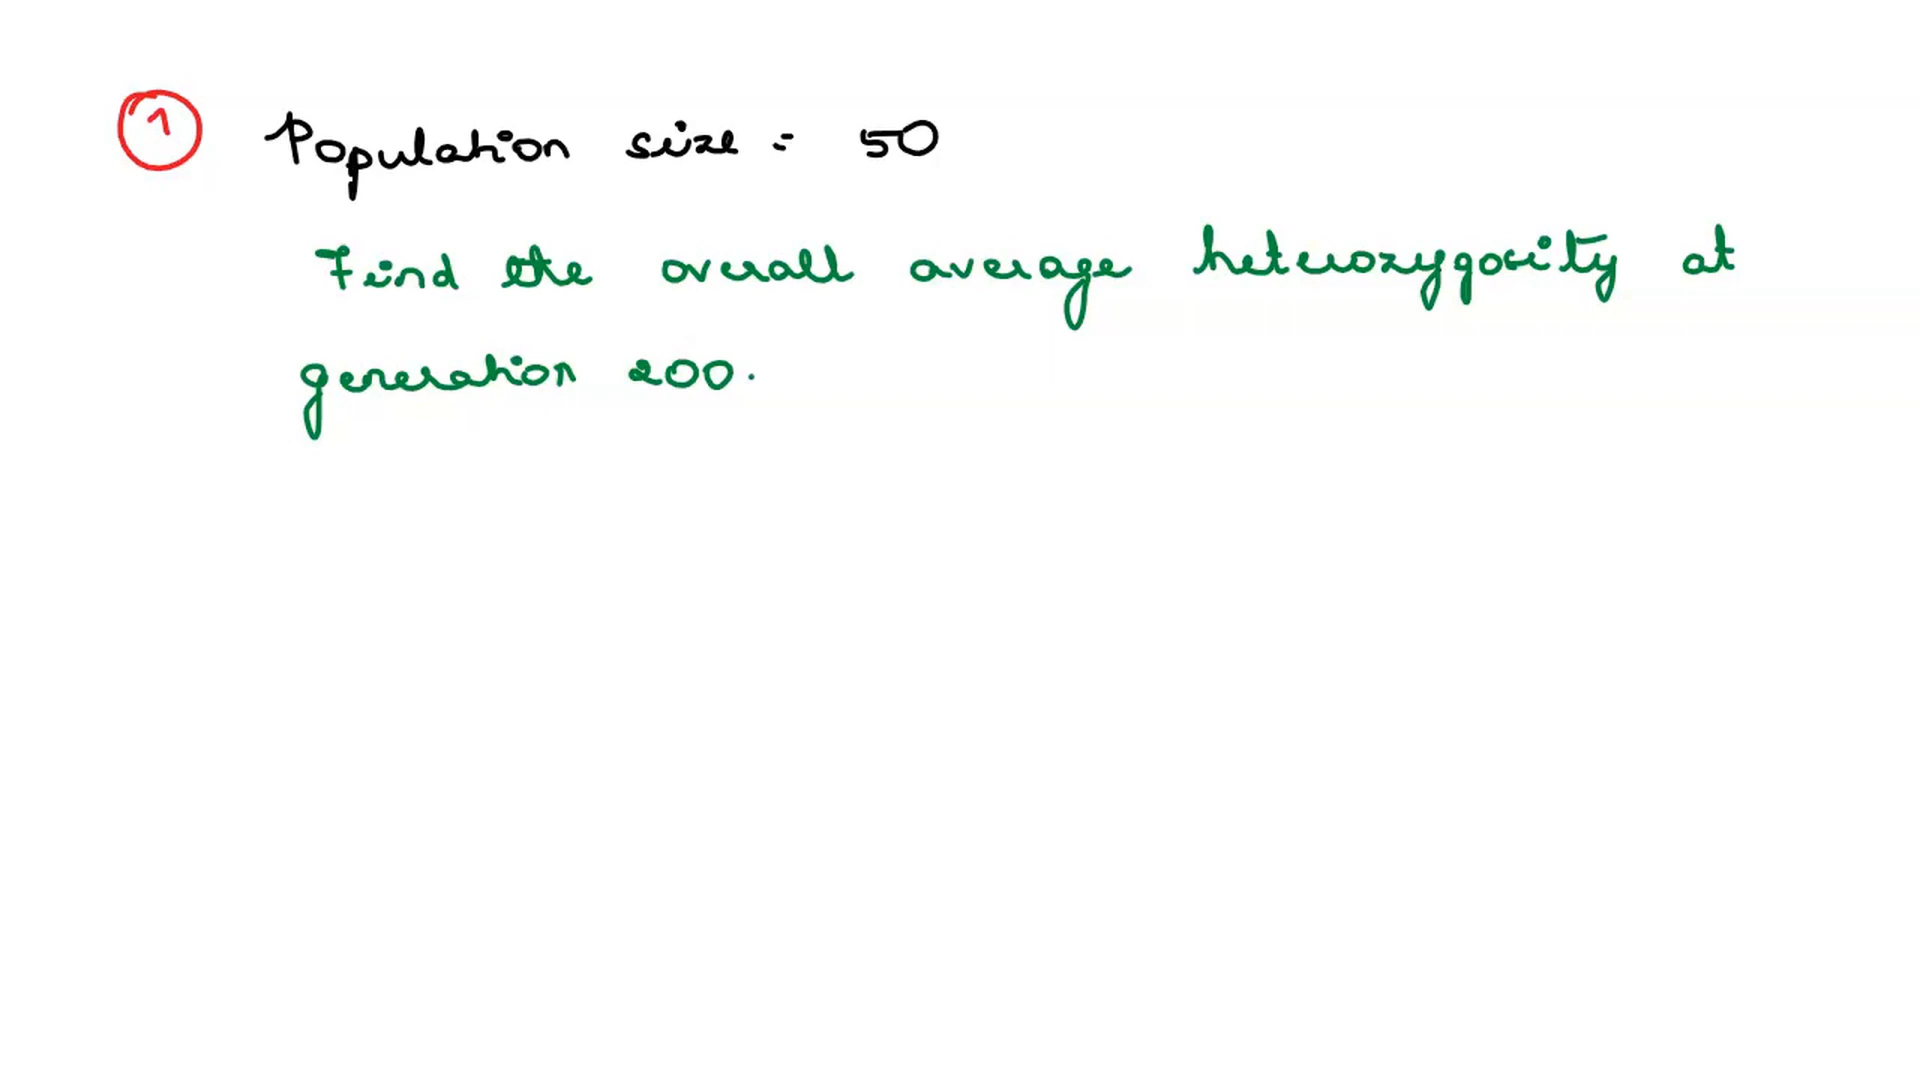 1 Population size = 50
Find the overall average heterozygosity at
generation 200.